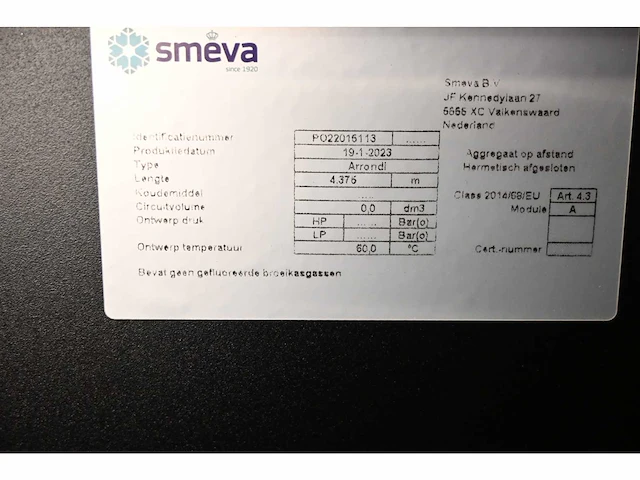 smeva
since 1920
Smeva B.V
JF Kennedylaan 27
5555 XC Valkenswaard
Nederland
Identificatienummer PO22016113 ......
Produktiedatum 19-1-2023
Type Arrondi
Lengte 4.376 m
Koudemiddel .....
Circuitvolume 0,0 dm3
Ontwerp druk HP ...... Bar(o)
LP ...... Bar(o)
Ontwerp temperatuur 60,0 °C
Aggregaat op afstand
Hermetisch afgesloten
Class 2014/68/EU Art. 4.3
Module A
Cert.-nummer
Bevat geen gefluoreerde broeikasgassen